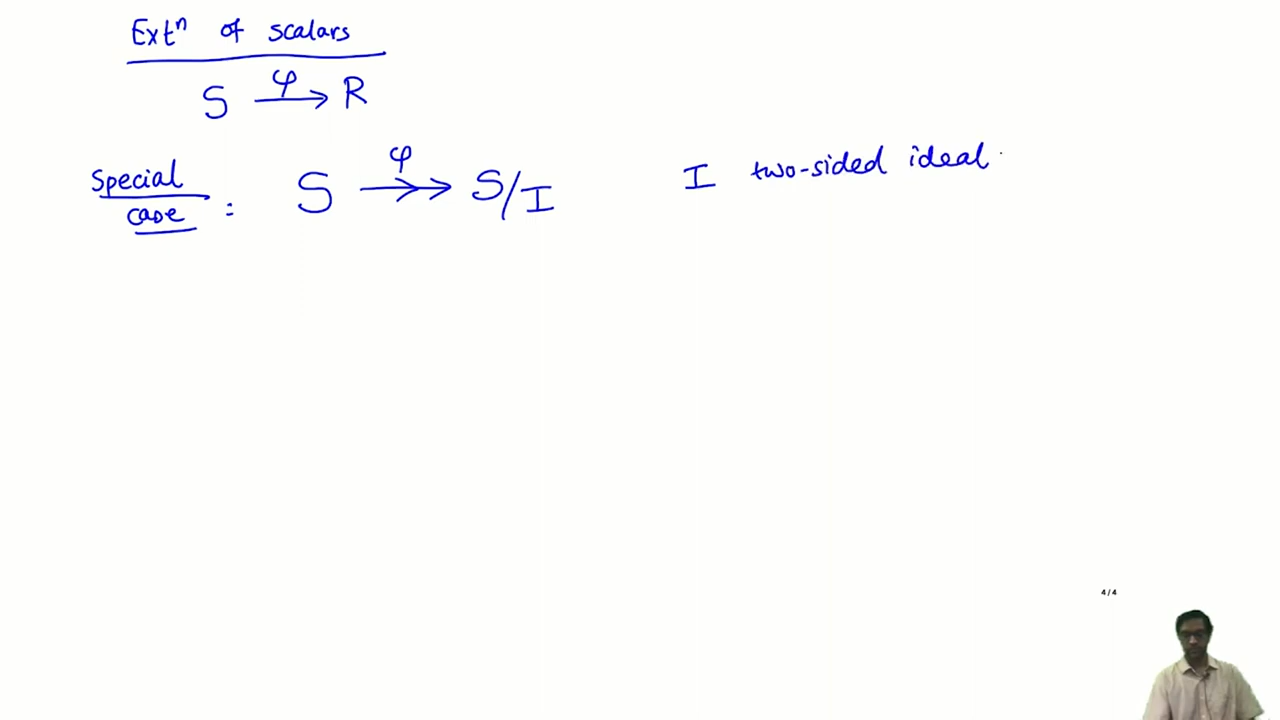 Extⁿ of scalars
S —φ→ R
Special case : S —φ↠ S/I   I two-sided ideal.
4/4